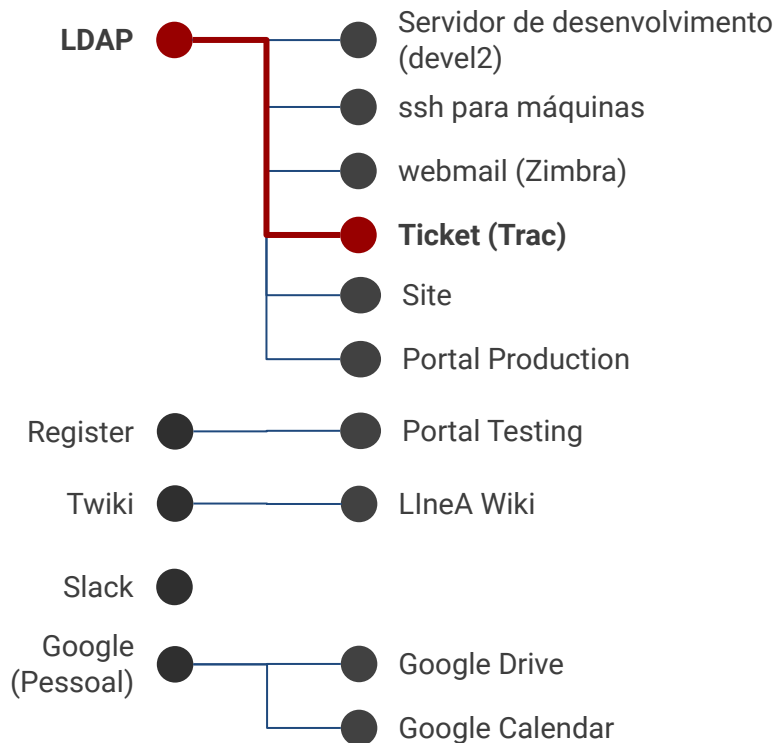 LDAP
Servidor de desenvolvimento
(devel2)
ssh para máquinas
webmail (Zimbra)
Ticket (Trac)
Site
Portal Production
Register
Portal Testing
Twiki
LIneA Wiki
Slack
Google
(Pessoal)
Google Drive
Google Calendar